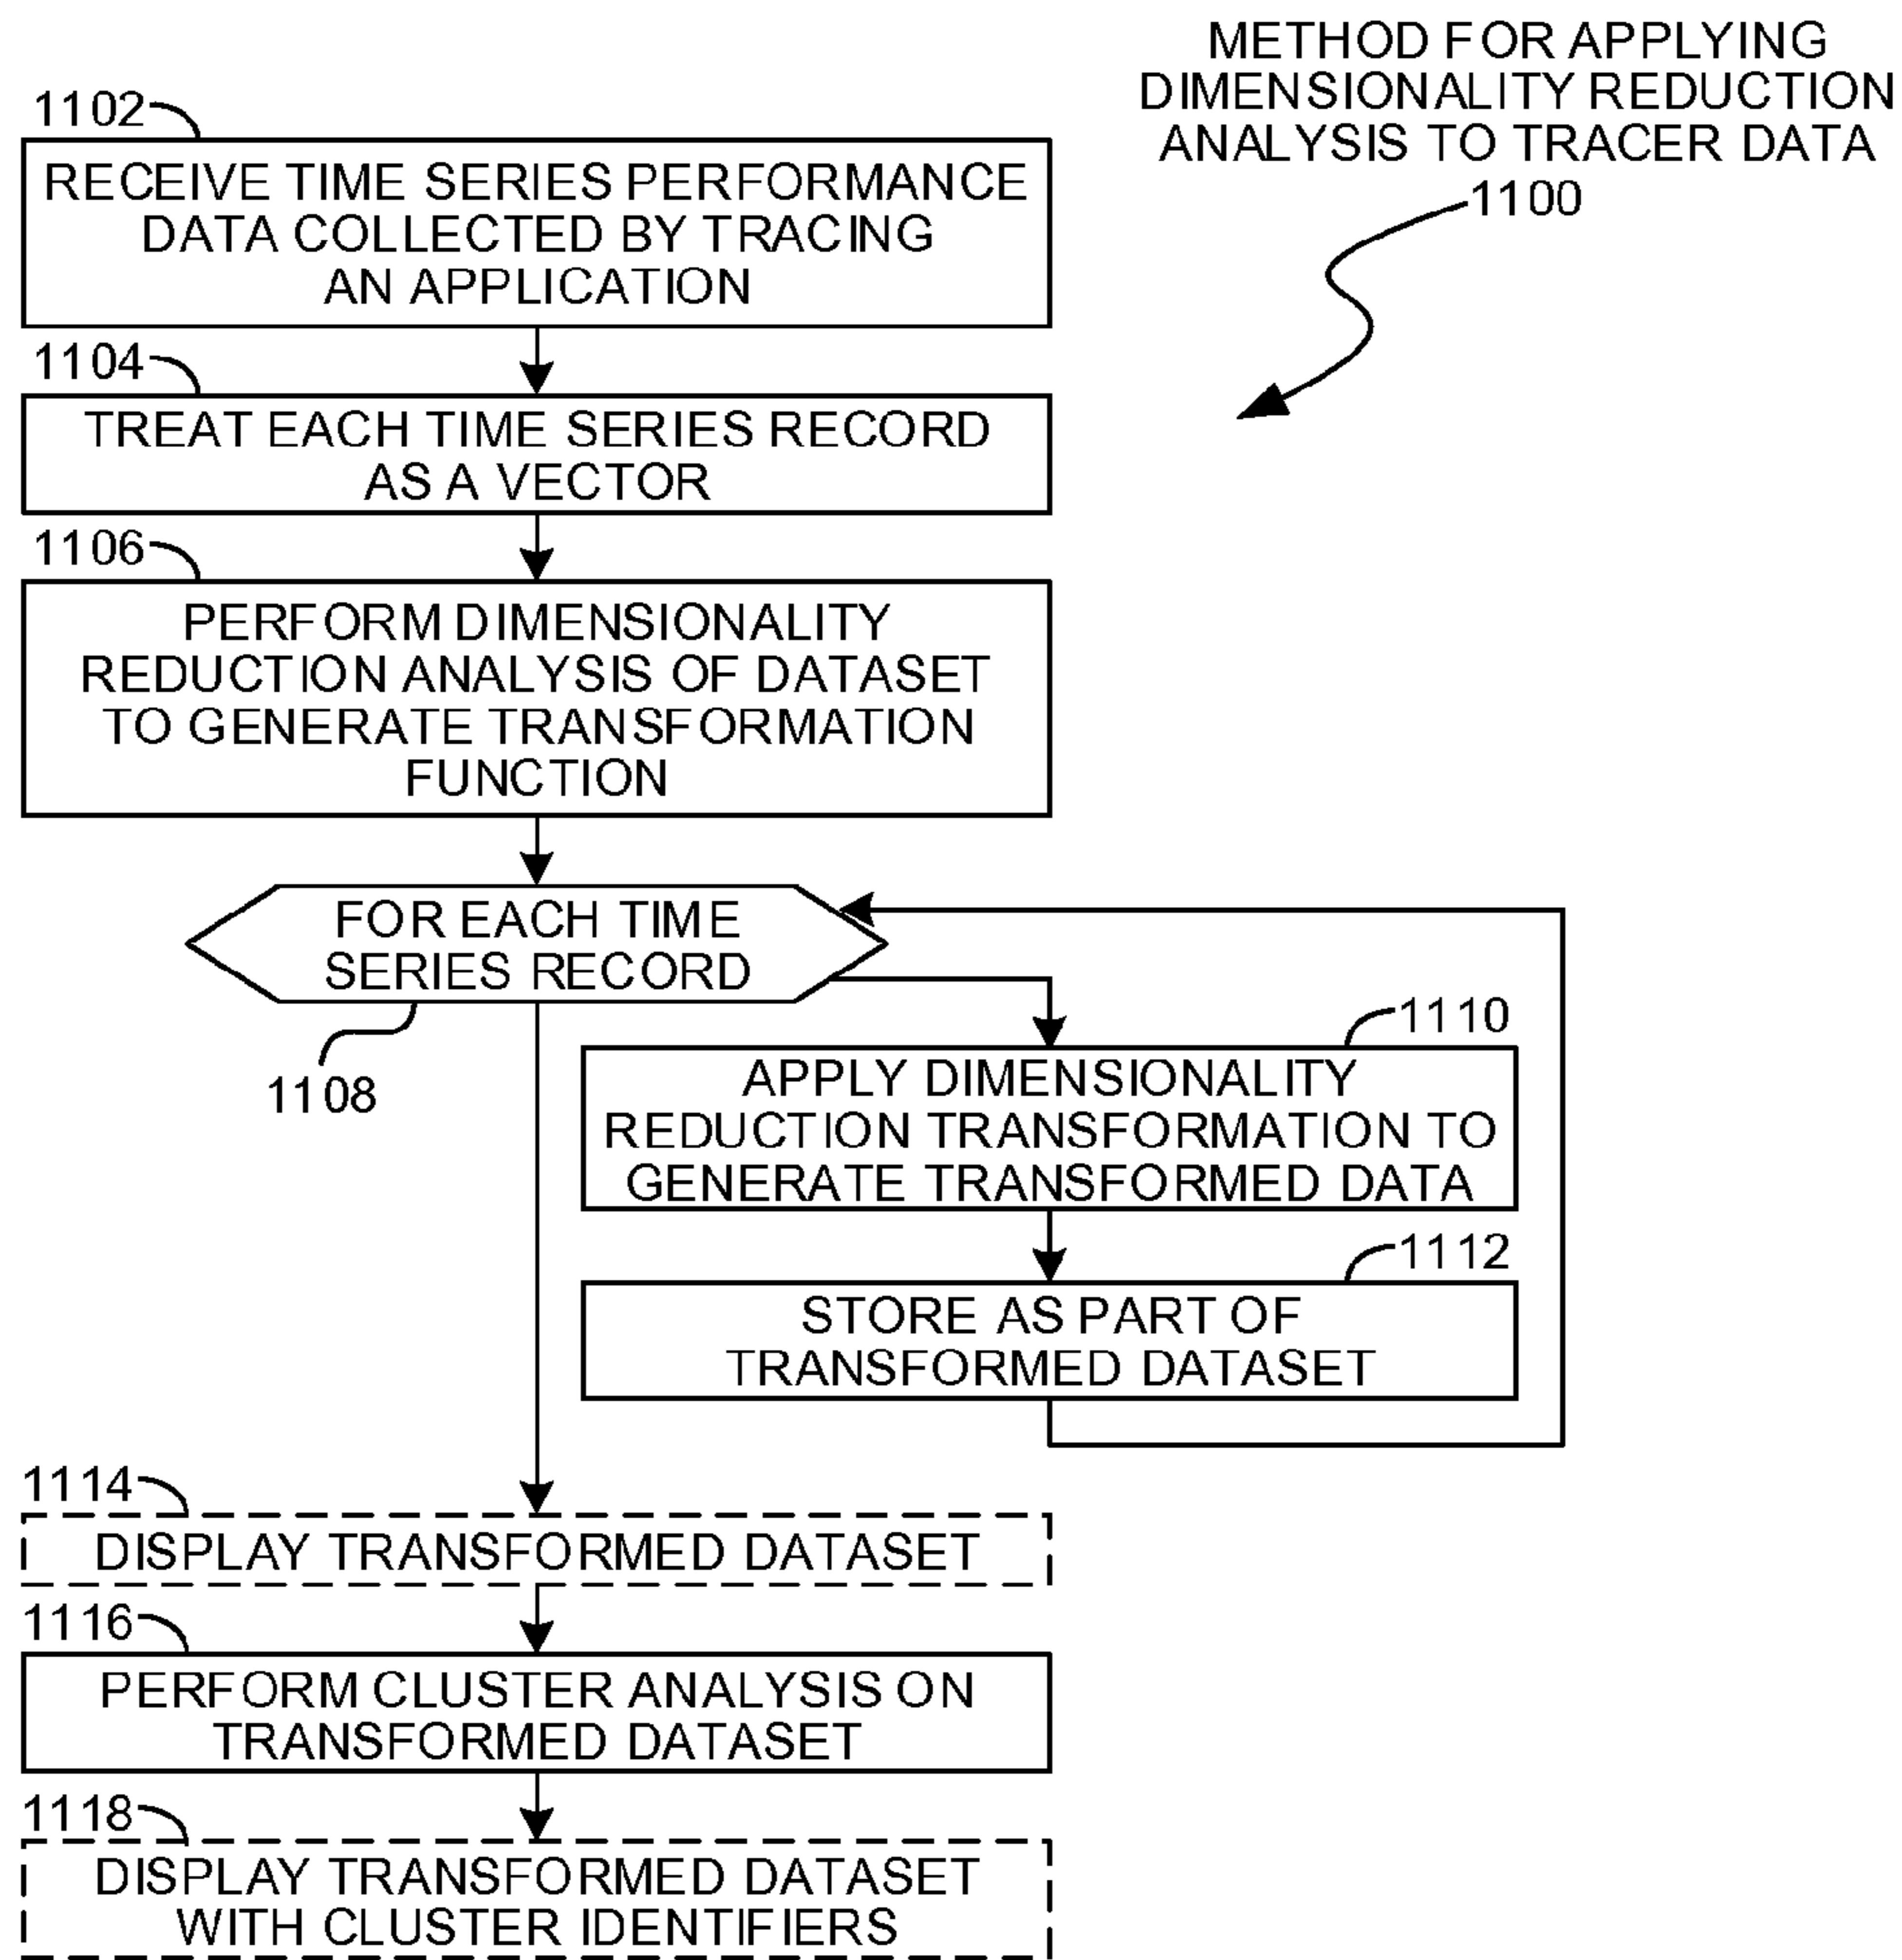 METHOD FOR APPLYING
DIMENSIONALITY REDUCTION
ANALYSIS TO TRACER DATA
1100
1102
RECEIVE TIME SERIES PERFORMANCE
DATA COLLECTED BY TRACING
AN APPLICATION
1104
TREAT EACH TIME SERIES RECORD
AS A VECTOR
1106
PERFORM DIMENSIONALITY
REDUCTION ANALYSIS OF DATASET
TO GENERATE TRANSFORMATION
FUNCTION
FOR EACH TIME
SERIES RECORD
1108
1110
APPLY DIMENSIONALITY
REDUCTION TRANSFORMATION TO
GENERATE TRANSFORMED DATA
1112
STORE AS PART OF
TRANSFORMED DATASET
1114
DISPLAY TRANSFORMED DATASET
1116
PERFORM CLUSTER ANALYSIS ON
TRANSFORMED DATASET
1118
DISPLAY TRANSFORMED DATASET
WITH CLUSTER IDENTIFIERS